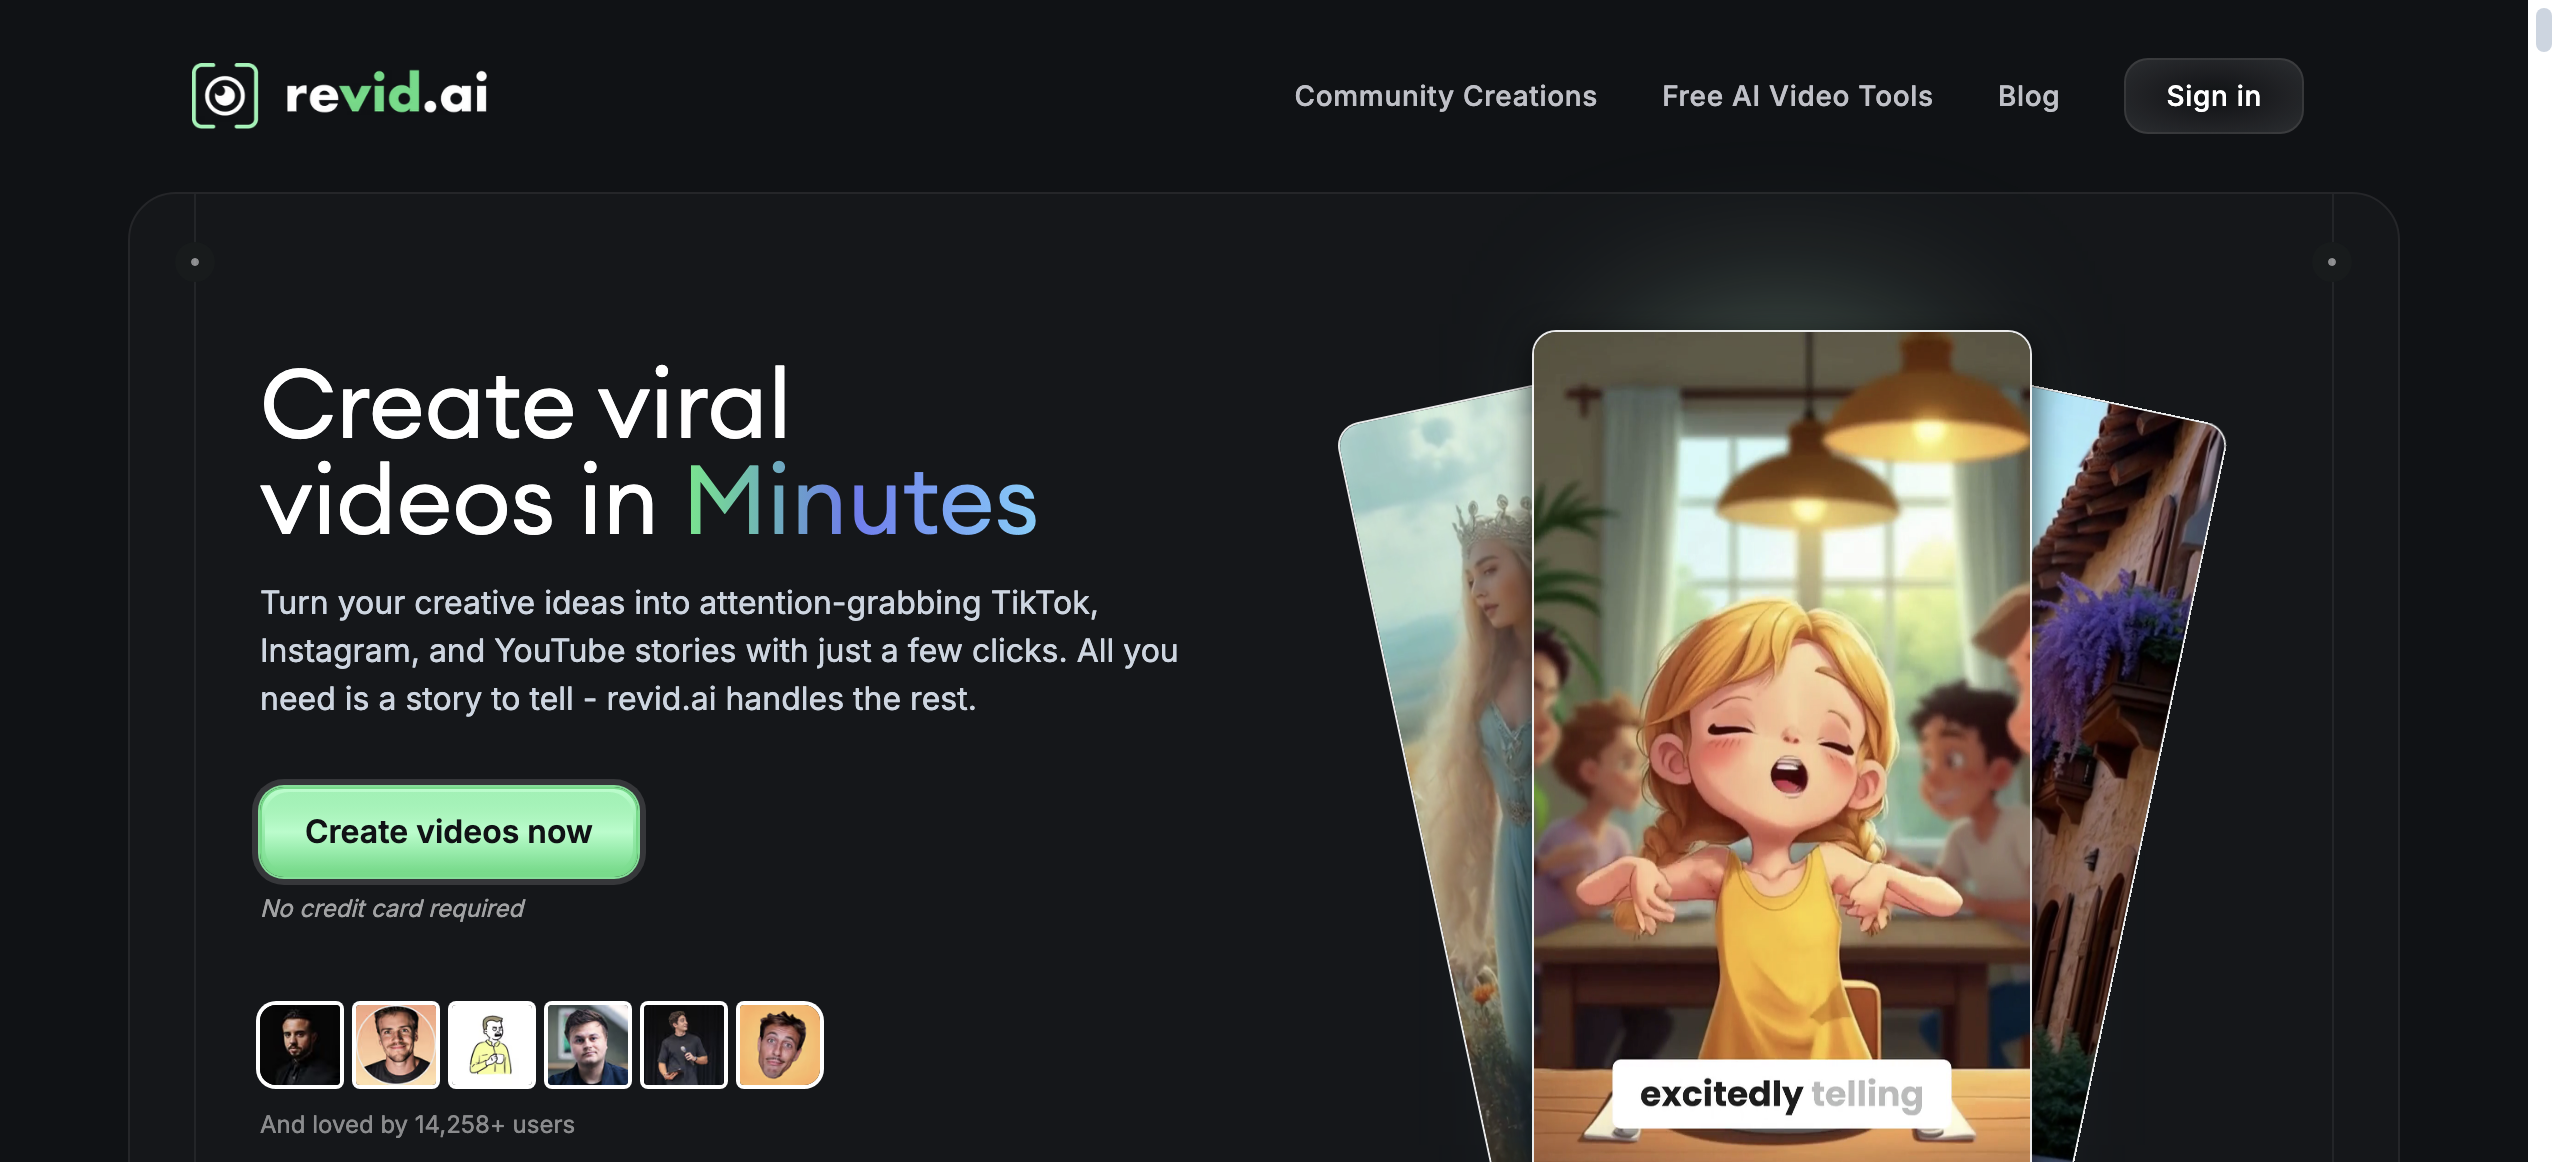 revid.ai
Community Creations
Free AI Video Tools
Blog
Sign in
Create viral
videos in Minutes
Turn your creative ideas into attention-grabbing TikTok,
Instagram, and YouTube stories with just a few clicks. All you
need is a story to tell - revid.ai handles the rest.
Create videos now
No credit card required
And loved by 14,258+ users
excitedly telling